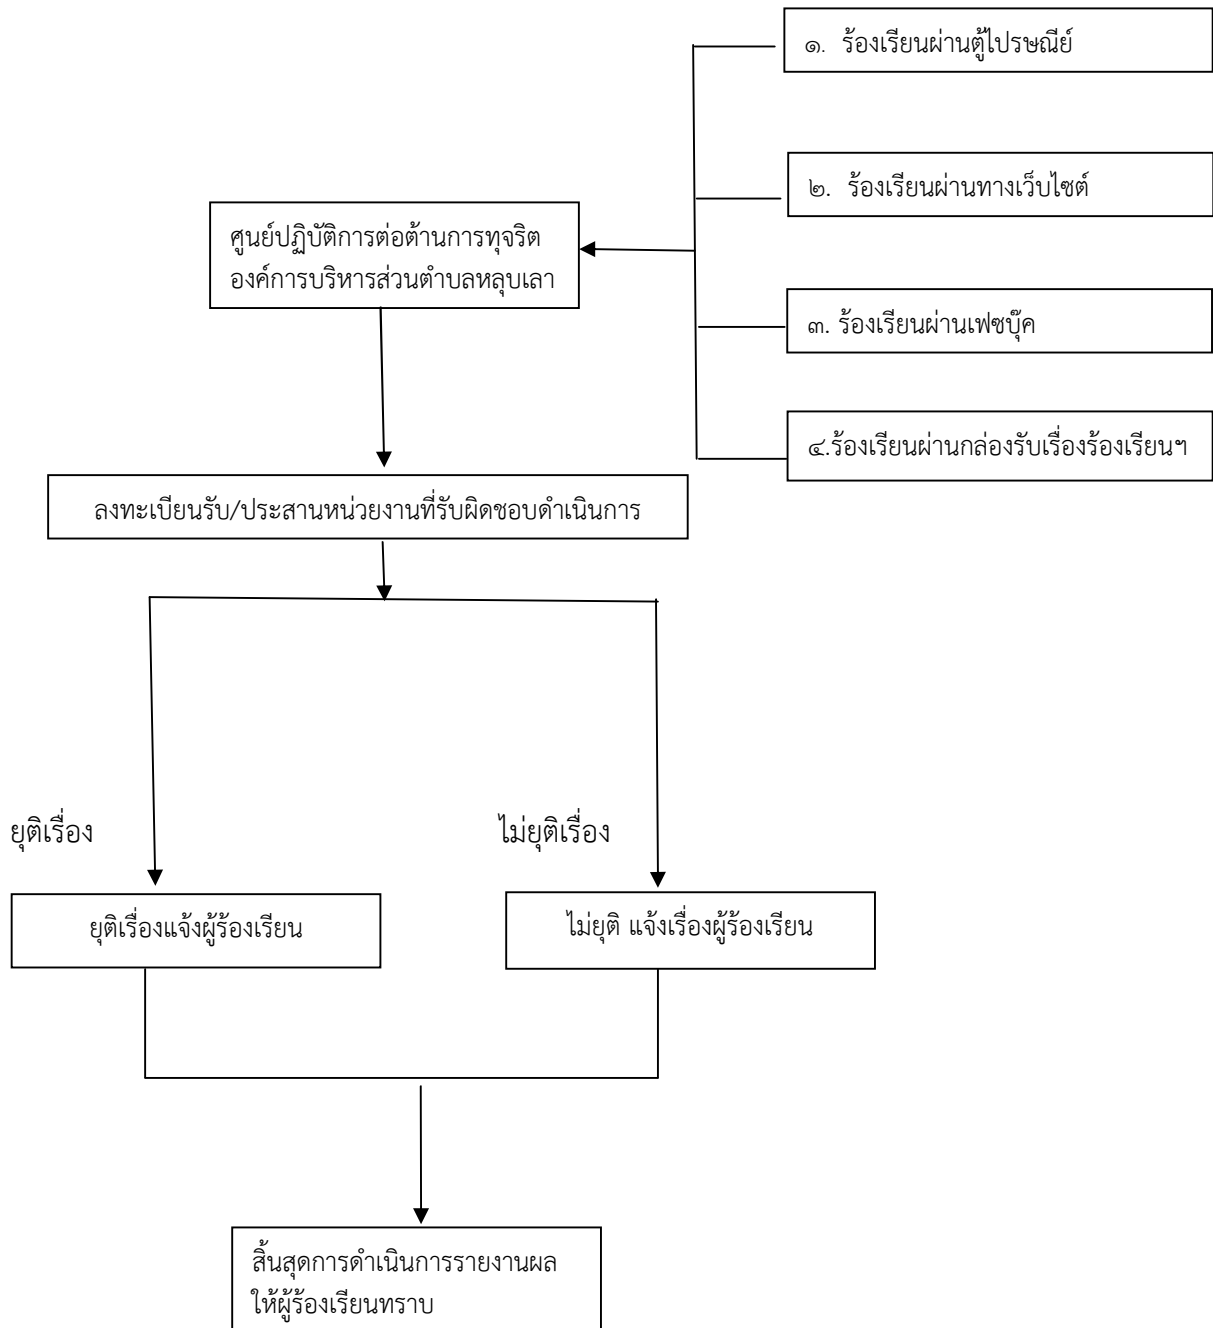 ๑. ร้องเรียนผ่านตู้ไปรษณีย์
๒. ร้องเรียนผ่านทางเว็บไซต์
ศูนย์ปฏิบัติการต่อต้านการทุจริต
องค์การบริหารส่วนตำบลหลุบเลา
๓. ร้องเรียนผ่านเฟซบุ๊ค
๔.ร้องเรียนผ่านกล่องรับเรื่องร้องเรียนฯ
ลงทะเบียนรับ/ประสานหน่วยงานที่รับผิดชอบดำเนินการ
ยุติเรื่อง
ไม่ยุติเรื่อง
ยุติเรื่องแจ้งผู้ร้องเรียน
ไม่ยุติ แจ้งเรื่องผู้ร้องเรียน
สิ้นสุดการดำเนินการรายงานผล
ให้ผู้ร้องเรียนทราบ